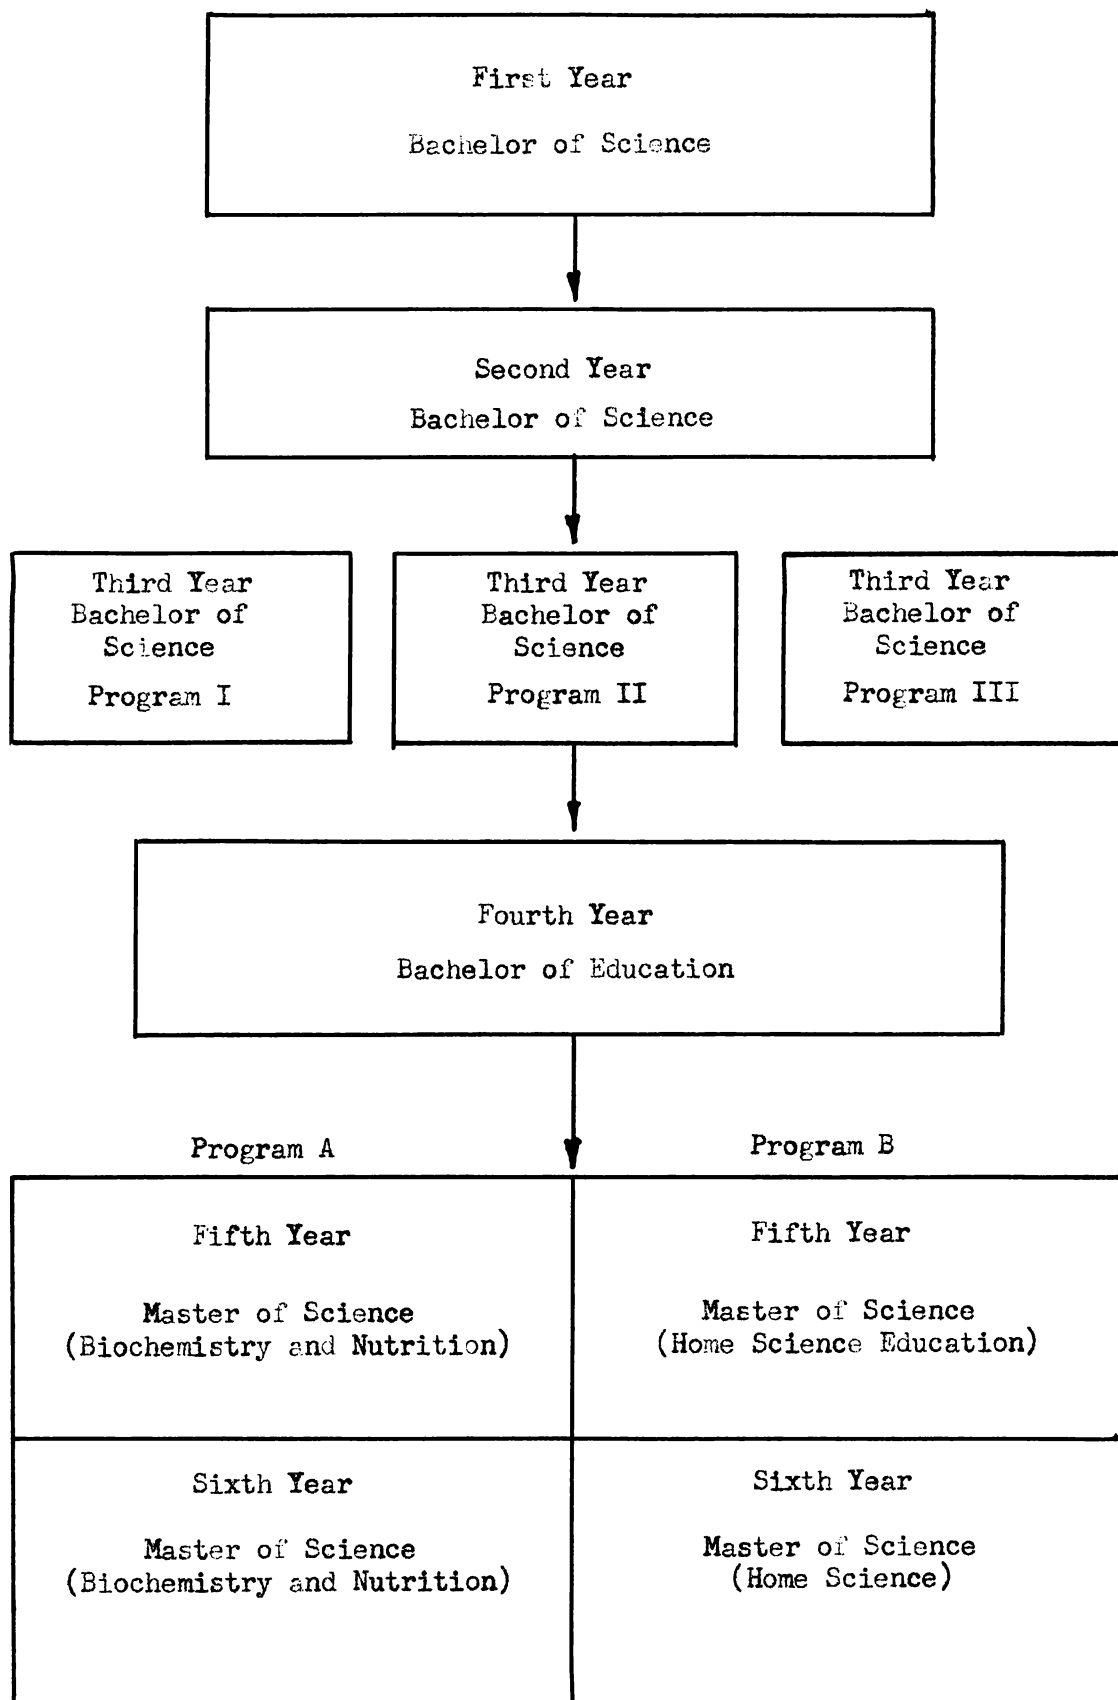 First Year
Bachelor of Science
Second Year
Bachelor of Science
Third Year
Bachelor of
Science
Program I
Third Year
Bachelor of
Science
Program II
Third Year
Bachelor of
Science
Program III
Fourth Year
Bachelor of Education
Program A
Program B
Fifth Year
Master of Science
(Biochemistry and Nutrition)
Fifth Year
Master of Science
(Home Science Education)
Sixth Year
Master of Science
(Biochemistry and Nutrition)
Sixth Year
Master of Science
(Home Science)